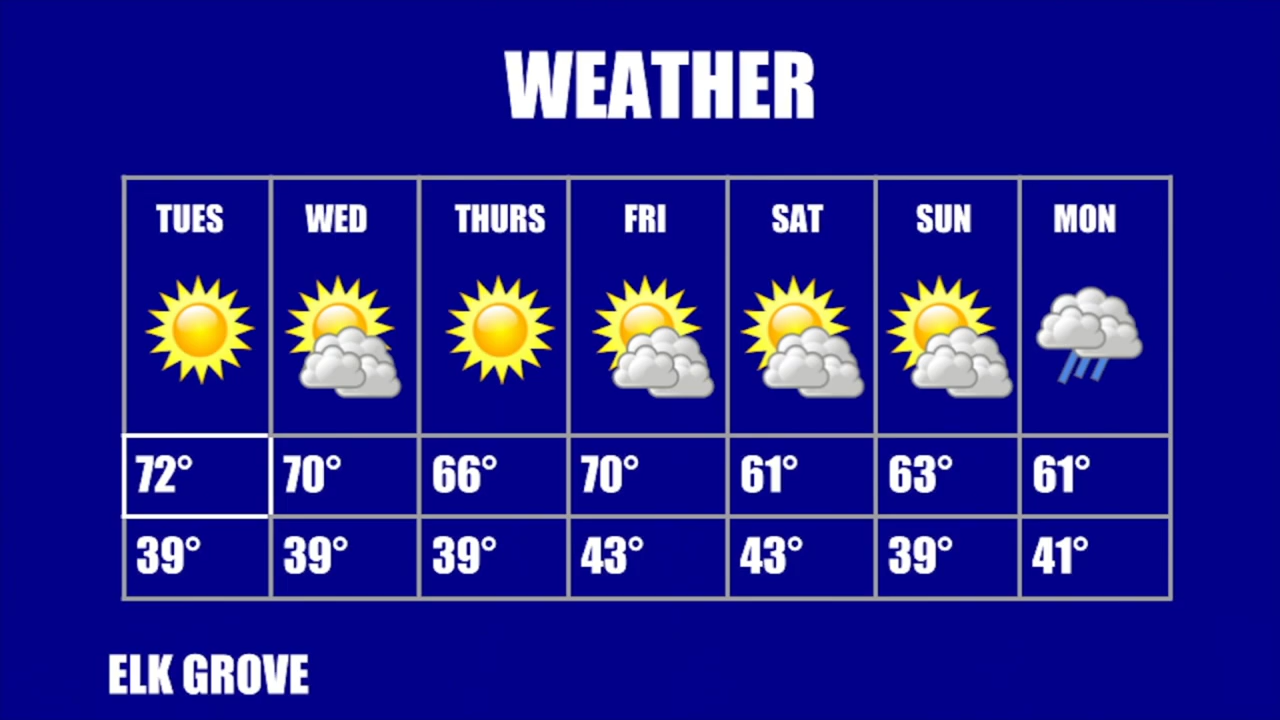 WEATHER
TUES WED THURS FRI SAT SUN MON
72° 70° 66° 70° 61° 63° 61°
39° 39° 39° 43° 43° 39° 41°
ELK GROVE